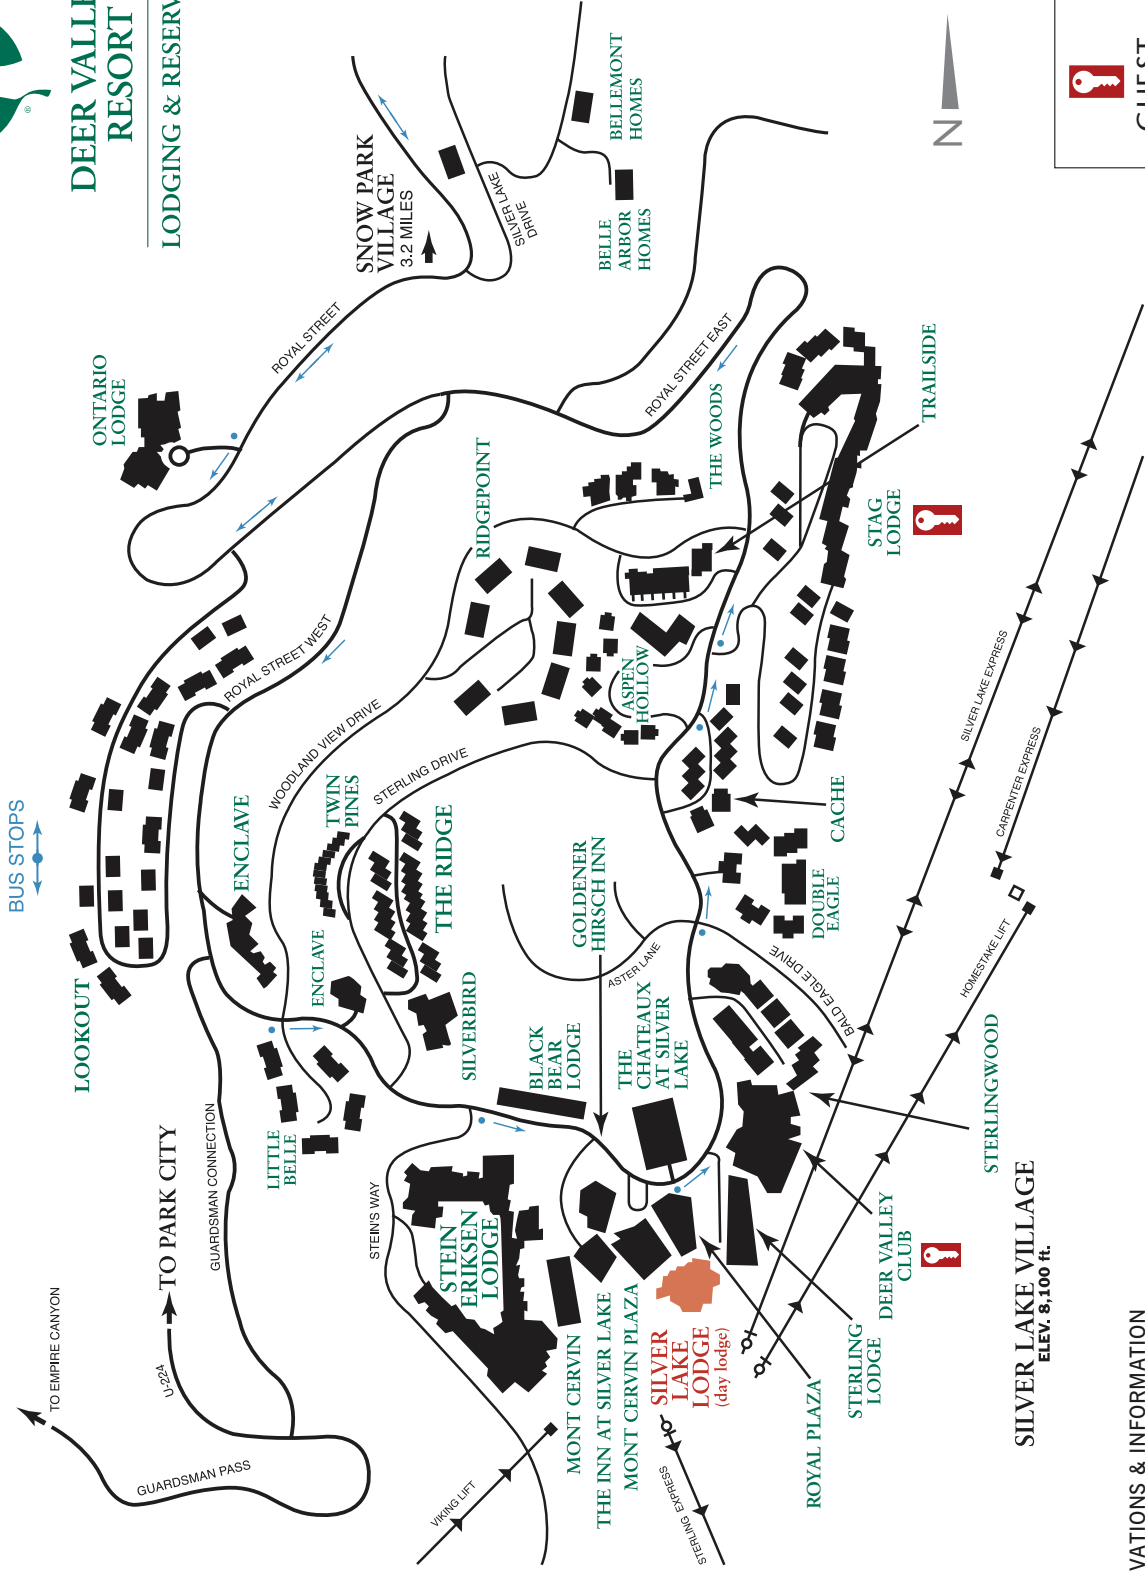 DEER VALLE
RESORT
LODGING & RESERV
®
BUS STOPS
N
GUEST
SNOW PARK
VILLAGE
3.2 MILES
SILVER LAKE
DRIVE
BELLEMONT
HOMES
BELLE
ARBOR
HOMES
ROYAL STREET
ONTARIO
LODGE
ROYAL STREET EAST
THE WOODS
TRAILSIDE
RIDGEPOINT
STAG
LODGE
ROYAL STREET WEST
WOODLAND VIEW DRIVE
ASPEN
HOLLOW
STERLING DRIVE
TWIN
PINES
ENCLAVE
THE RIDGE
CACHE
SILVER LAKE EXPRESS
CARPENTER EXPRESS
GOLDENER
HIRSCH INN
DOUBLE
EAGLE
HOMESTAKE LIFT
LOOKOUT
ENCLAVE
SILVERBIRD
ASTER LANE
BALD EAGLE DRIVE
BLACK
BEAR
LODGE
THE
CHATEAUX
AT SILVER
LAKE
STERLINGWOOD
LITTLE
BELLE
GUARDSMAN CONNECTION
TO PARK CITY
STEIN'S WAY
STEIN
ERIKSEN
LODGE
DEER VALLEY
CLUB
TO EMPIRE CANYON
U-224
GUARDSMAN PASS
MONT CERVIN
THE INN AT SILVER LAKE
MONT CERVIN PLAZA
SILVER
LAKE
LODGE
(day lodge)
STERLING
LODGE
ROYAL PLAZA
VIKING LIFT
STERLING EXPRESS
SILVER LAKE VILLAGE
ELEV. 8,100 ft.
VATIONS & INFORMATION